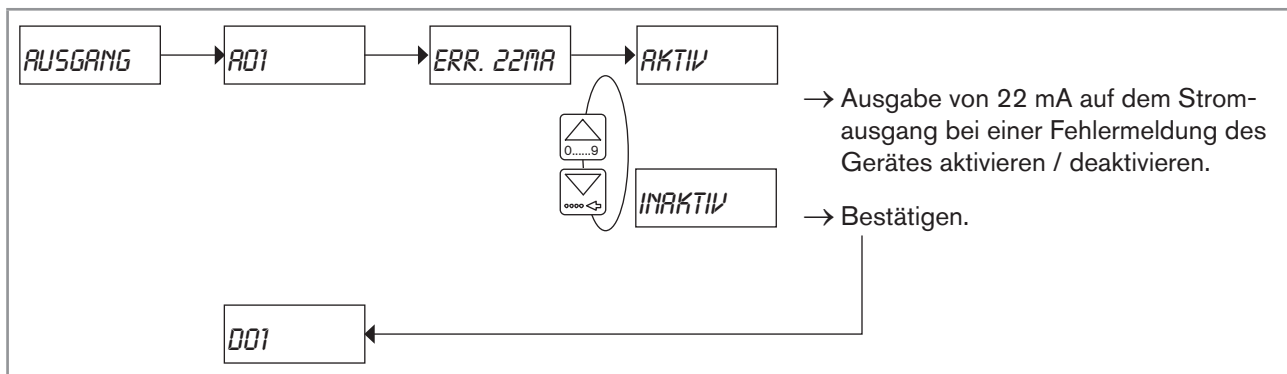 AUSGANG
AO1
ERR. 22MA
AKTIV
→ Ausgabe von 22 mA auf dem Strom-
ausgang bei einer Fehlermeldung des
Gerätes aktivieren / deaktivieren.
0......9
INAKTIV
→ Bestätigen.
DO1